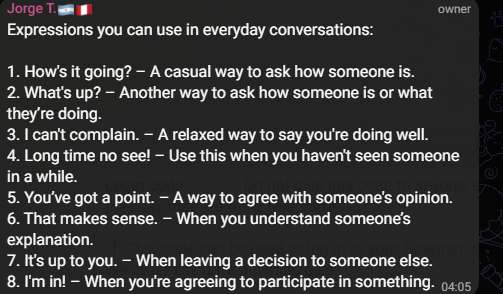 Jorge T.🇦🇷🇵🇪 owner
Expressions you can use in everyday conversations:
1. How's it going? – A casual way to ask how someone is.
2. What's up? – Another way to ask how someone is or what
they’re doing.
3. I can't complain. – A relaxed way to say you're doing well.
4. Long time no see! – Use this when you haven't seen someone
in a while.
5. You’ve got a point. – A way to agree with someone's opinion.
6. That makes sense. – When you understand someone’s
explanation.
7. It's up to you. – When leaving a decision to someone else.
8. I'm in! – When you're agreeing to participate in something. 04:05